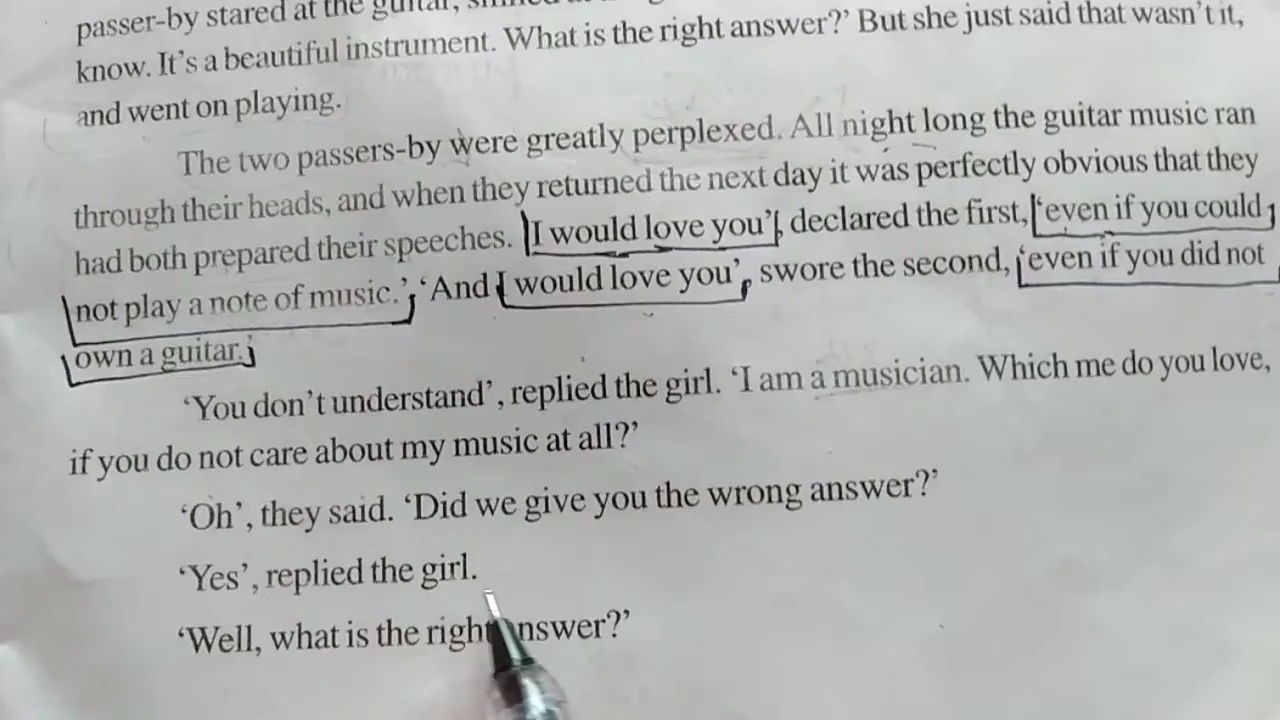 passer-by stared at the guitar,
know. It's a beautiful instrument. What is the right answer?' But she just said that wasn't it,
and went on playing.
The two passers-by were greatly perplexed. All night long the guitar music ran
through their heads, and when they returned the next day it was perfectly obvious that they
had both prepared their speeches. I would love you', declared the first, 'even if you could
not play a note of music.' 'And I would love you', swore the second, 'even if you did not
own a guitar.'
'You don't understand', replied the girl. 'I am a musician. Which me do you love,
if you do not care about my music at all?'
'Oh', they said. 'Did we give you the wrong answer?'
'Yes', replied the girl.
'Well, what is the right answer?'